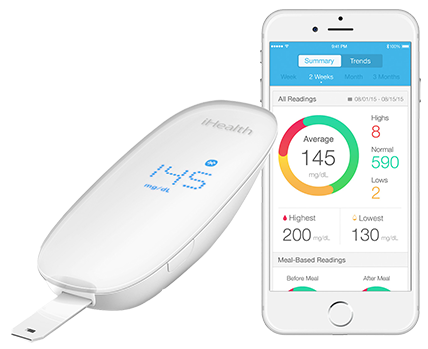 iHealth
145
mg/dL
9:41 PM
100%
Summary
Trends
Week
2 Weeks
Month
3 Months
All Readings
08/01/15 - 08/15/15
Average
145
mg/dL
Highs
8
Normal
590
Lows
2
Highest
200 mg/dL
Lowest
130 mg/dL
Meal-Based Readings
Before Meal
After Meal